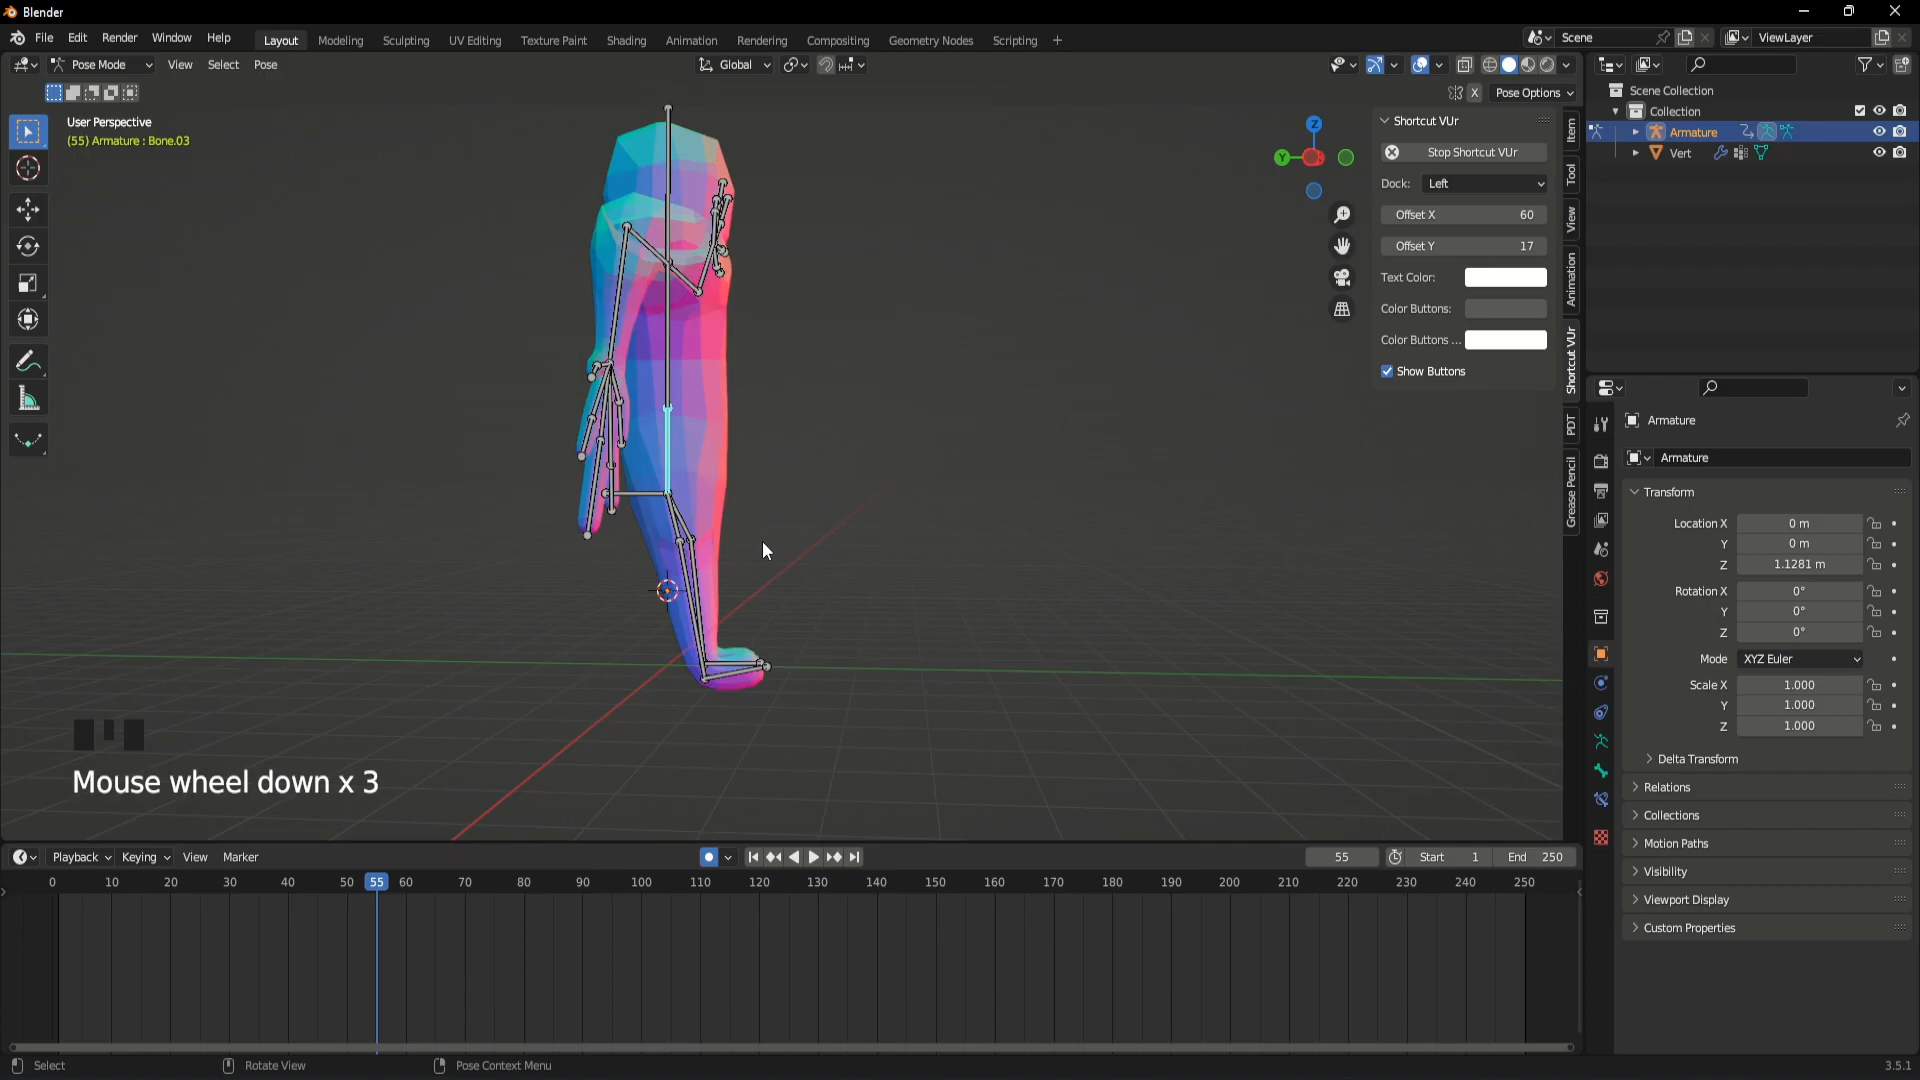 Blender
File Edit Render Window Help Layout Modeling Sculpting UV Editing Texture Paint Shading Animation Rendering Compositing Geometry Nodes Scripting + Scene ViewLayer
Pose Mode View Select Pose Global
X Pose Options
User Perspective
(55) Armature : Bone.03
Z
Y
Shortcut VUr
Stop Shortcut VUr
Dock: Left
Offset X 60
Offset Y 17
Text Color:
Color Buttons:
Color Buttons ...
Show Buttons
Item
Tool
View
Animation
Shortcut VUr
PDT
Grease Pencil
Scene Collection
Collection
Armature
Vert
Armature
Armature
Transform
Location X 0 m
Y 0 m
Z 1.1281 m
Rotation X 0°
Y 0°
Z 0°
Mode XYZ Euler
Scale X 1.000
Y 1.000
Z 1.000
Delta Transform
Relations
Collections
Motion Paths
Visibility
Viewport Display
Custom Properties
Mouse wheel down x 3
Playback Keying View Marker 55 Start 1 End 250
0 10 20 30 40 50 55 60 70 80 90 100 110 120 130 140 150 160 170 180 190 200 210 220 230 240 250
Select Rotate View Pose Context Menu 3.5.1